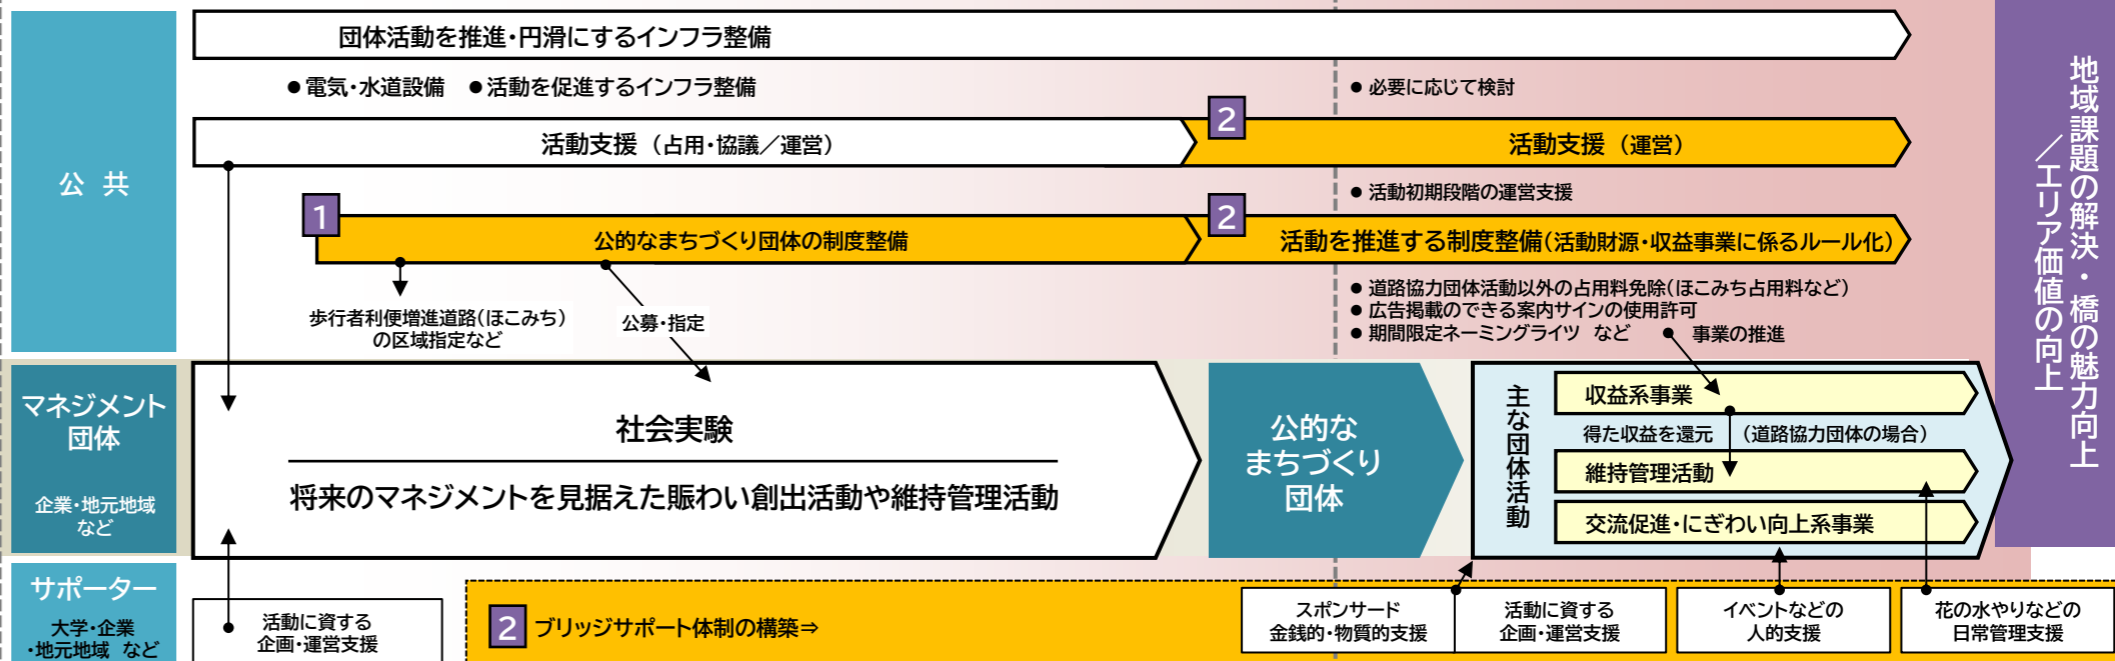 公 共
団体活動を推進・円滑にするインフラ整備
● 電気・水道設備 ● 活動を促進するインフラ整備
● 必要に応じて検討
活動支援 （占用・協議／運営）
2
活動支援 （運営）
● 活動初期段階の運営支援
1
公的なまちづくり団体の制度整備
2
活動を推進する制度整備（活動財源・収益事業に係るルール化）
歩行者利便増進道路（ほこみち）
の区域指定など
公募・指定
● 道路協力団体活動以外の占用料免除（ほこみち占用料など）
● 広告掲載のできる案内サインの使用許可
● 期間限定ネーミングライツ など
事業の推進
マネジメント
団体
企業・地元地域
など
社会実験
将来のマネジメントを見据えた賑わい創出活動や維持管理活動
公的な
まちづくり
団体
主な団体活動
収益系事業
得た収益を還元 （道路協力団体の場合）
維持管理活動
交流促進・にぎわい向上系事業
地域課題の解決・橋の魅力向上
／エリア価値の向上
サポーター
大学・企業
・地元地域 など
活動に資する
企画・運営支援
2 ブリッジサポート体制の構築⇒
スポンサード
金銭的・物質的支援
活動に資する
企画・運営支援
イベントなどの
人的支援
花の水やりなどの
日常管理支援